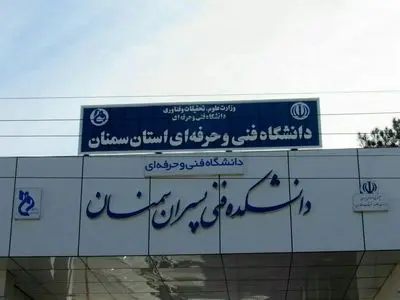 وزارت علوم، تحقیقات و فناوری
دانشگاه فنی و حرفه ای
دانشگاه فنی و حرفه ای استان سمنان
دانشگاه فنی و حرفه ای
دانشکده فنی پسران سمنان